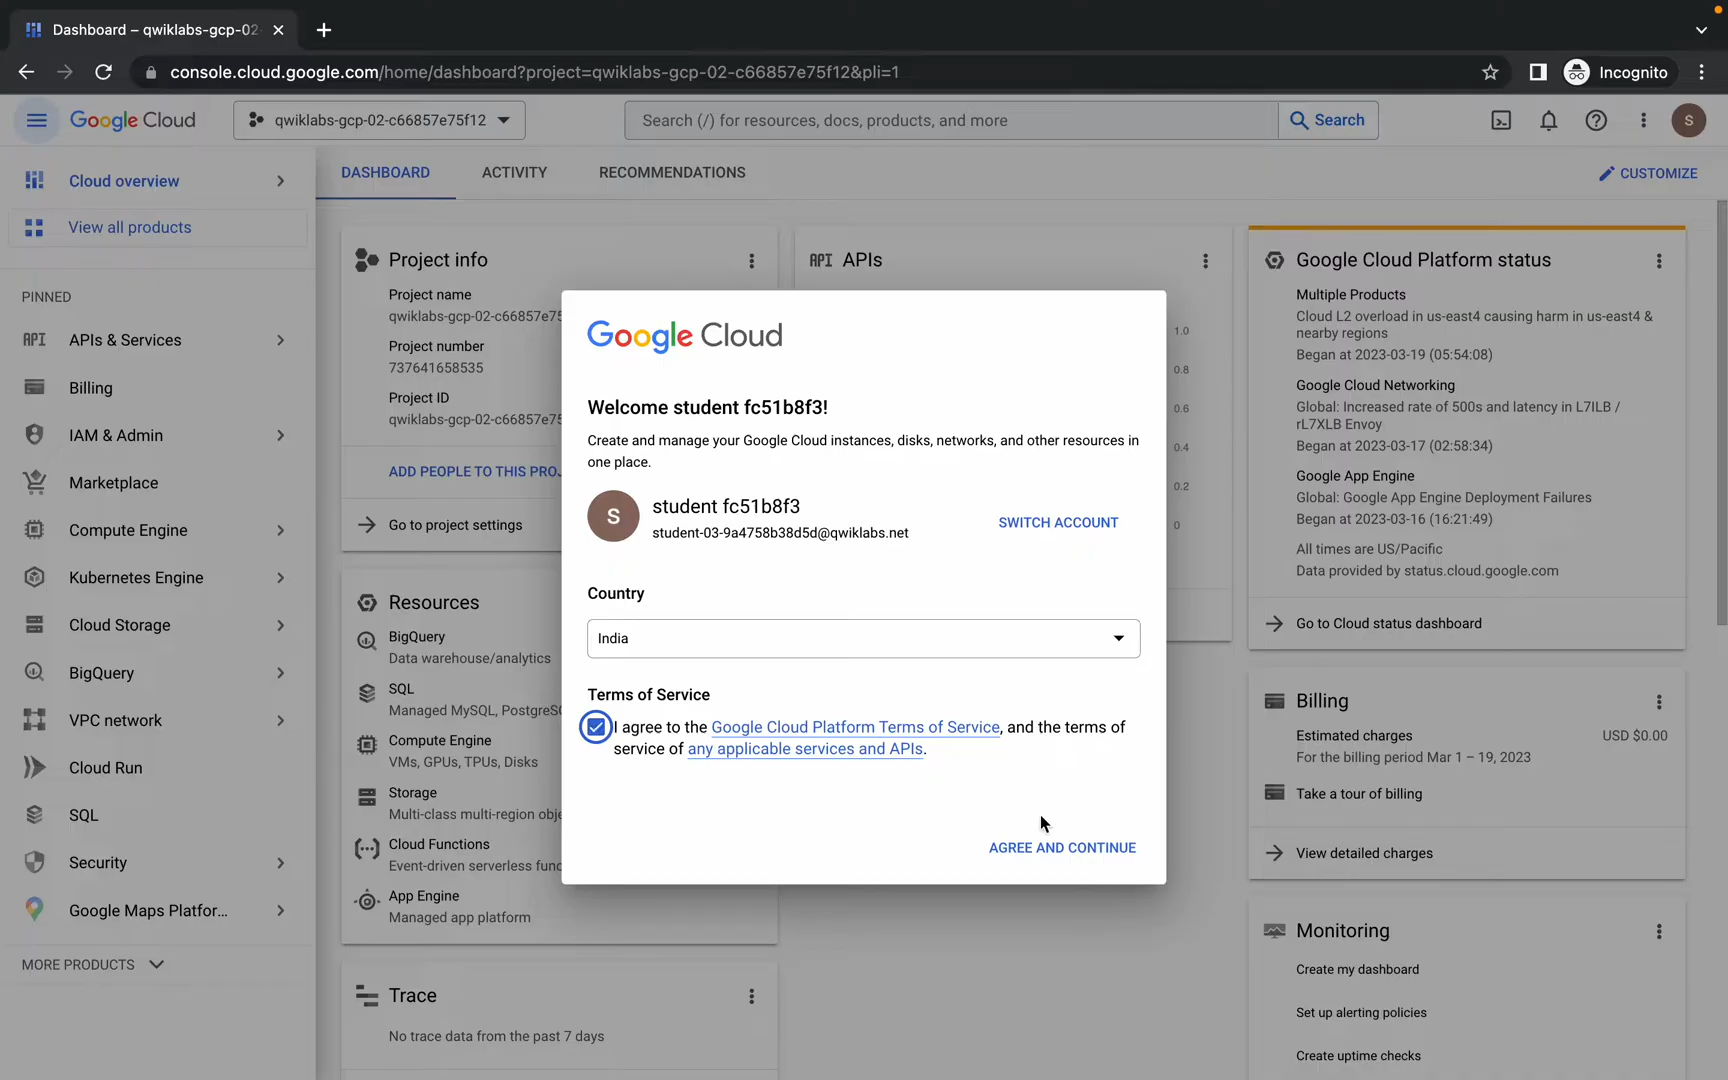 Dashboard – qwiklabs-gcp-02
console.cloud.google.com/home/dashboard?project=qwiklabs-gcp-02-c66857e75f12&pli=1
Incognito
Google Cloud
qwiklabs-gcp-02-c66857e75f12
Search (/) for resources, docs, products, and more
Search
S
Cloud overview
View all products
PINNED
API APIs & Services
Billing
IAM & Admin
Marketplace
Compute Engine
Kubernetes Engine
Cloud Storage
BigQuery
VPC network
Cloud Run
SQL
Security
Google Maps Platfor...
MORE PRODUCTS
DASHBOARD
ACTIVITY
RECOMMENDATIONS
CUSTOMIZE
Project info
Project name
qwiklabs-gcp-02-c66857e75
Project number
737641658535
Project ID
qwiklabs-gcp-02-c66857e75
ADD PEOPLE TO THIS PRO
Go to project settings
Resources
BigQuery
Data warehouse/analytics
SQL
Managed MySQL, PostgreS
Compute Engine
VMs, GPUs, TPUs, Disks
Storage
Multi-class multi-region obje
Cloud Functions
Event-driven serverless func
App Engine
Managed app platform
Trace
No trace data from the past 7 days
API APIs
1.0
0.8
0.6
0.4
0.2
0
Google Cloud
Welcome student fc51b8f3!
Create and manage your Google Cloud instances, disks, networks, and other resources in
one place.
S
student fc51b8f3
student-03-9a4758b38d5d@qwiklabs.net
SWITCH ACCOUNT
Country
India
Terms of Service
I agree to the Google Cloud Platform Terms of Service, and the terms of
service of any applicable services and APIs.
AGREE AND CONTINUE
Google Cloud Platform status
Multiple Products
Cloud L2 overload in us-east4 causing harm in us-east4 &
nearby regions
Began at 2023-03-19 (05:54:08)
Google Cloud Networking
Global: Increased rate of 500s and latency in L7ILB /
rL7XLB Envoy
Began at 2023-03-17 (02:58:34)
Google App Engine
Global: Google App Engine Deployment Failures
Began at 2023-03-16 (16:21:49)
All times are US/Pacific
Data provided by status.cloud.google.com
Go to Cloud status dashboard
Billing
Estimated charges
USD $0.00
For the billing period Mar 1 – 19, 2023
Take a tour of billing
View detailed charges
Monitoring
Create my dashboard
Set up alerting policies
Create uptime checks